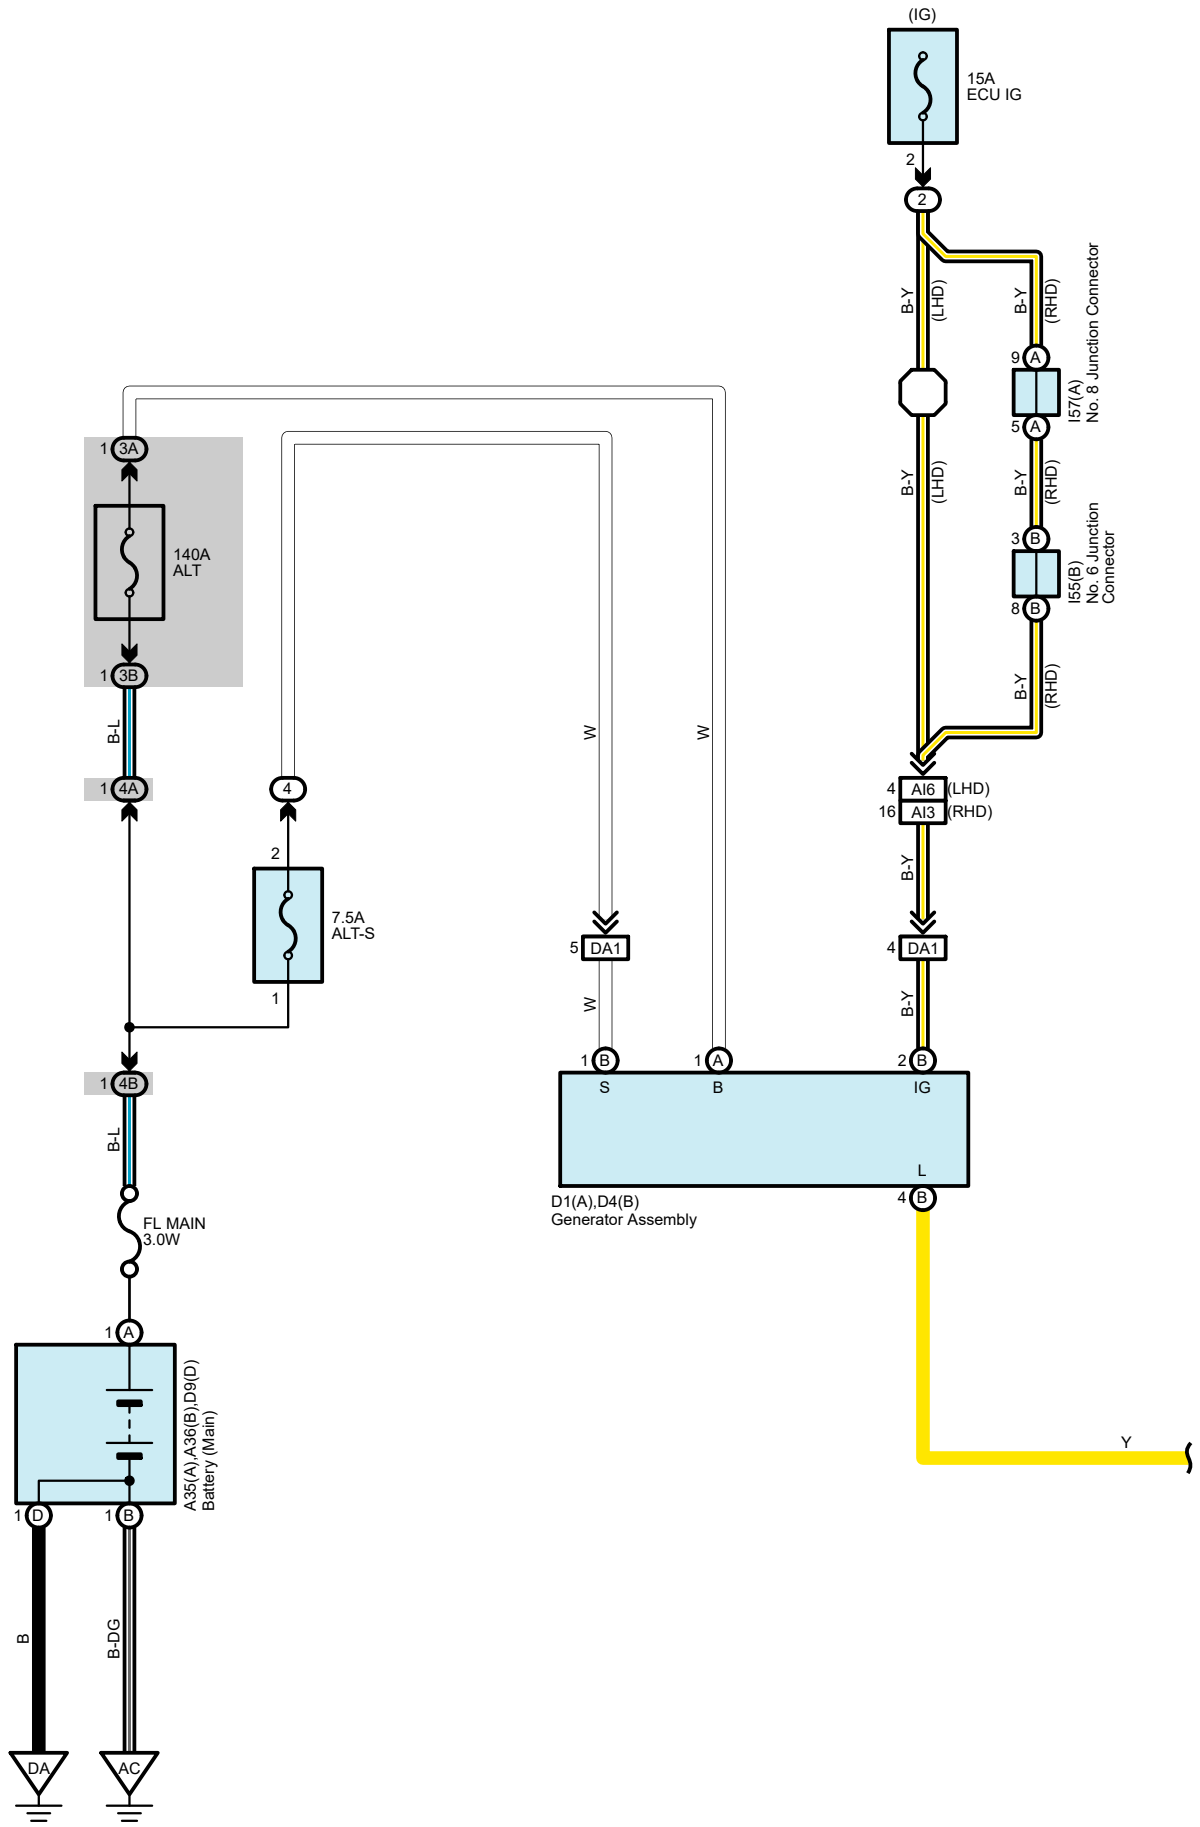 (IG)
15A
ECU IG
2
2
B-Y
(LHD)
B-Y
(RHD)
9 A
I57(A)
No. 8 Junction Connector
5 A
B-Y
(LHD)
B-Y
(RHD)
3 B
I55(B)
No. 6 Junction
Connector
8 B
B-Y
(RHD)
1 3A
140A
ALT
1 3B
B-L
1 4A
4
2
7.5A
ALT-S
1
W
W
4 AI6 (LHD)
16 AI3 (RHD)
B-Y
5 DA1
4 DA1
W
B-Y
1 B
1 A
2 B
S
B
IG
L
4 B
D1(A),D4(B)
Generator Assembly
1 4B
B-L
FL MAIN
3.0W
1 A
A35(A),A36(B),D9(D)
Battery (Main)
1 D
1 B
Y
B
B-DG
DA
AC